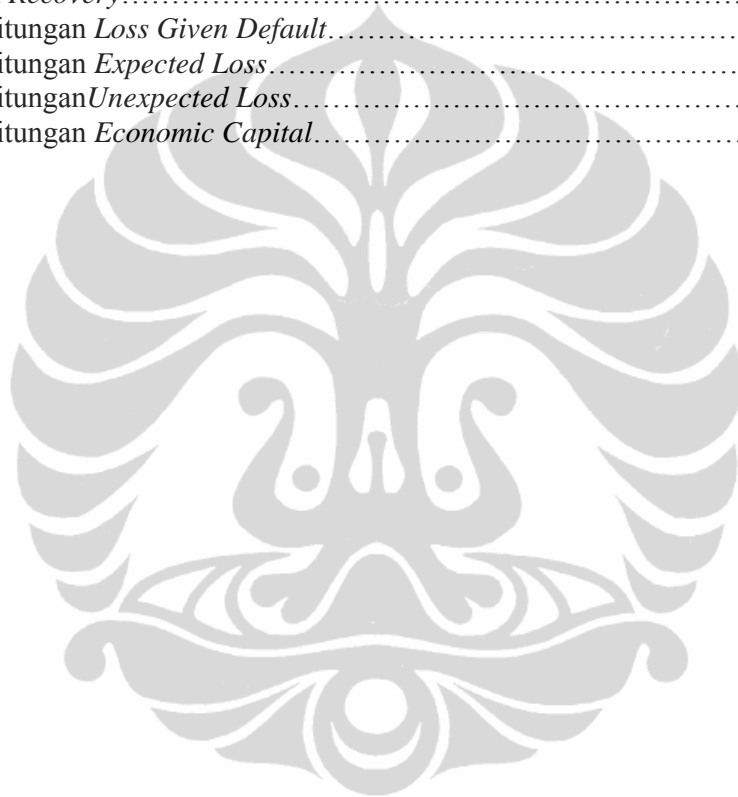 Recovery……………………………………………………
itungan Loss Given Default……………………………………
itungan Expected Loss…………………………………………
itunganUnexpected Loss………………………………………
itungan Economic Capital……………………………………